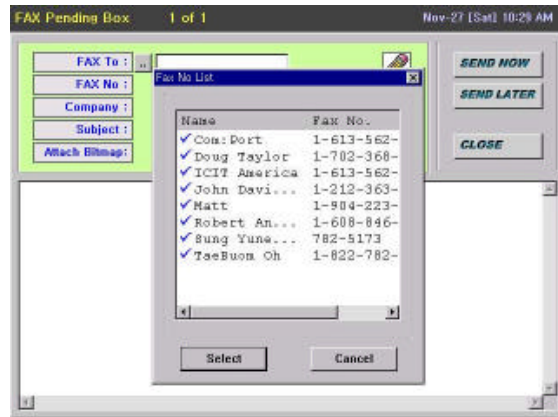 FAX Pending Box 1 of 1 Nov-27 [Sat] 10:29 AM
FAX To : ..
FAX No :
Company :
Subject :
Attach Bitmap:
SEND NOW
SEND LATER
CLOSE
Fax No List
Name Fax No.
Com:Port 1-613-562-
Doug Taylor 1-702-368-
ICIT America 1-613-562-
John Davi... 1-212-363-
Matt 1-904-223-
Robert An... 1-608-846-
Sung Yune... 782-5173
TaeBuom Oh 1-822-782-
Select Cancel